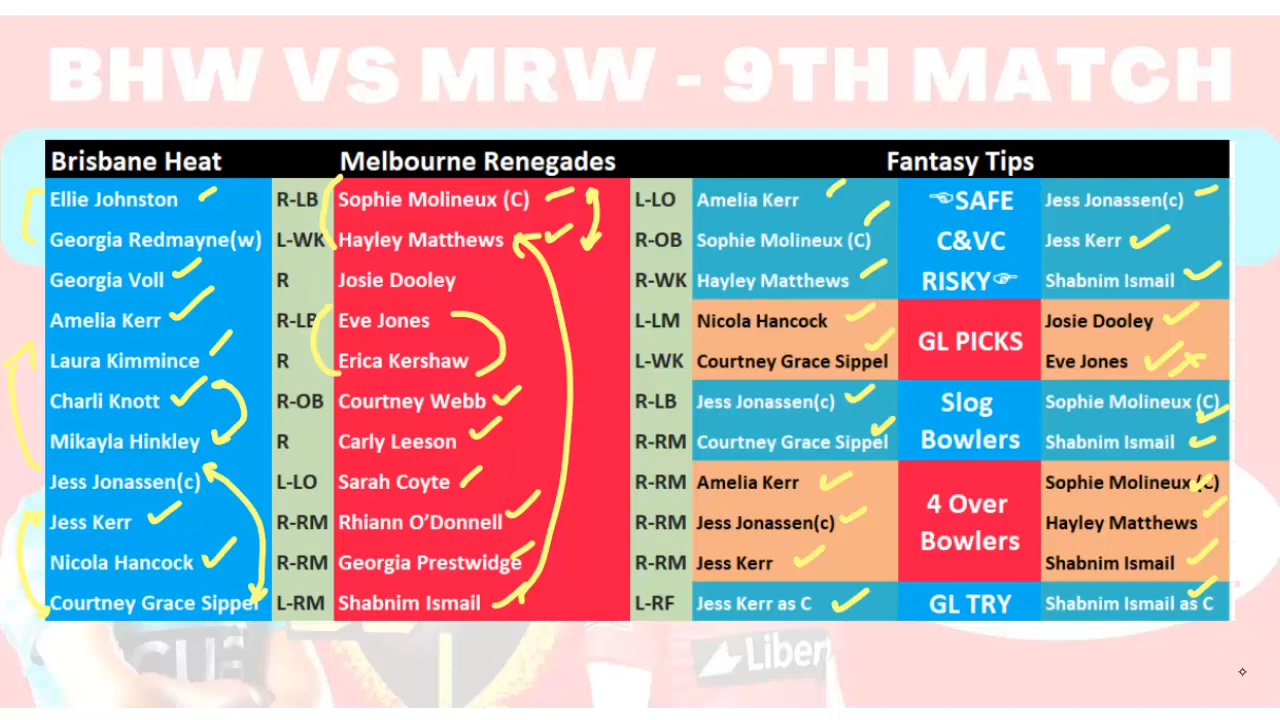 BHW VS MRW - 9TH MATCH
Brisbane Heat Melbourne Renegades Fantasy Tips
Ellie Johnston R-LB Sophie Molineux (C) L-LO Amelia Kerr ☜SAFE Jess Jonassen(c)
Georgia Redmayne(w) L-WK Hayley Matthews R-OB Sophie Molineux (C) C&VC Jess Kerr
Georgia Voll R Josie Dooley R-WK Hayley Matthews RISKY☞ Shabnim Ismail
Amelia Kerr R-LB Eve Jones L-LM Nicola Hancock GL PICKS Josie Dooley
Laura Kimmince R Erica Kershaw L-WK Courtney Grace Sippel Eve Jones
Charli Knott R-OB Courtney Webb R-LB Jess Jonassen(c) Slog Sophie Molineux (C)
Mikayla Hinkley R Carly Leeson R-RM Courtney Grace Sippel Bowlers Shabnim Ismail
Jess Jonassen(c) L-LO Sarah Coyte R-RM Amelia Kerr 4 Over Sophie Molineux (C)
Jess Kerr R-RM Rhiann O'Donnell R-RM Jess Jonassen(c) Bowlers Hayley Matthews
Nicola Hancock R-RM Georgia Prestwidge R-RM Jess Kerr Shabnim Ismail
Courtney Grace Sippel L-RM Shabnim Ismail L-RF Jess Kerr as C GL TRY Shabnim Ismail as C
CUE
Liber